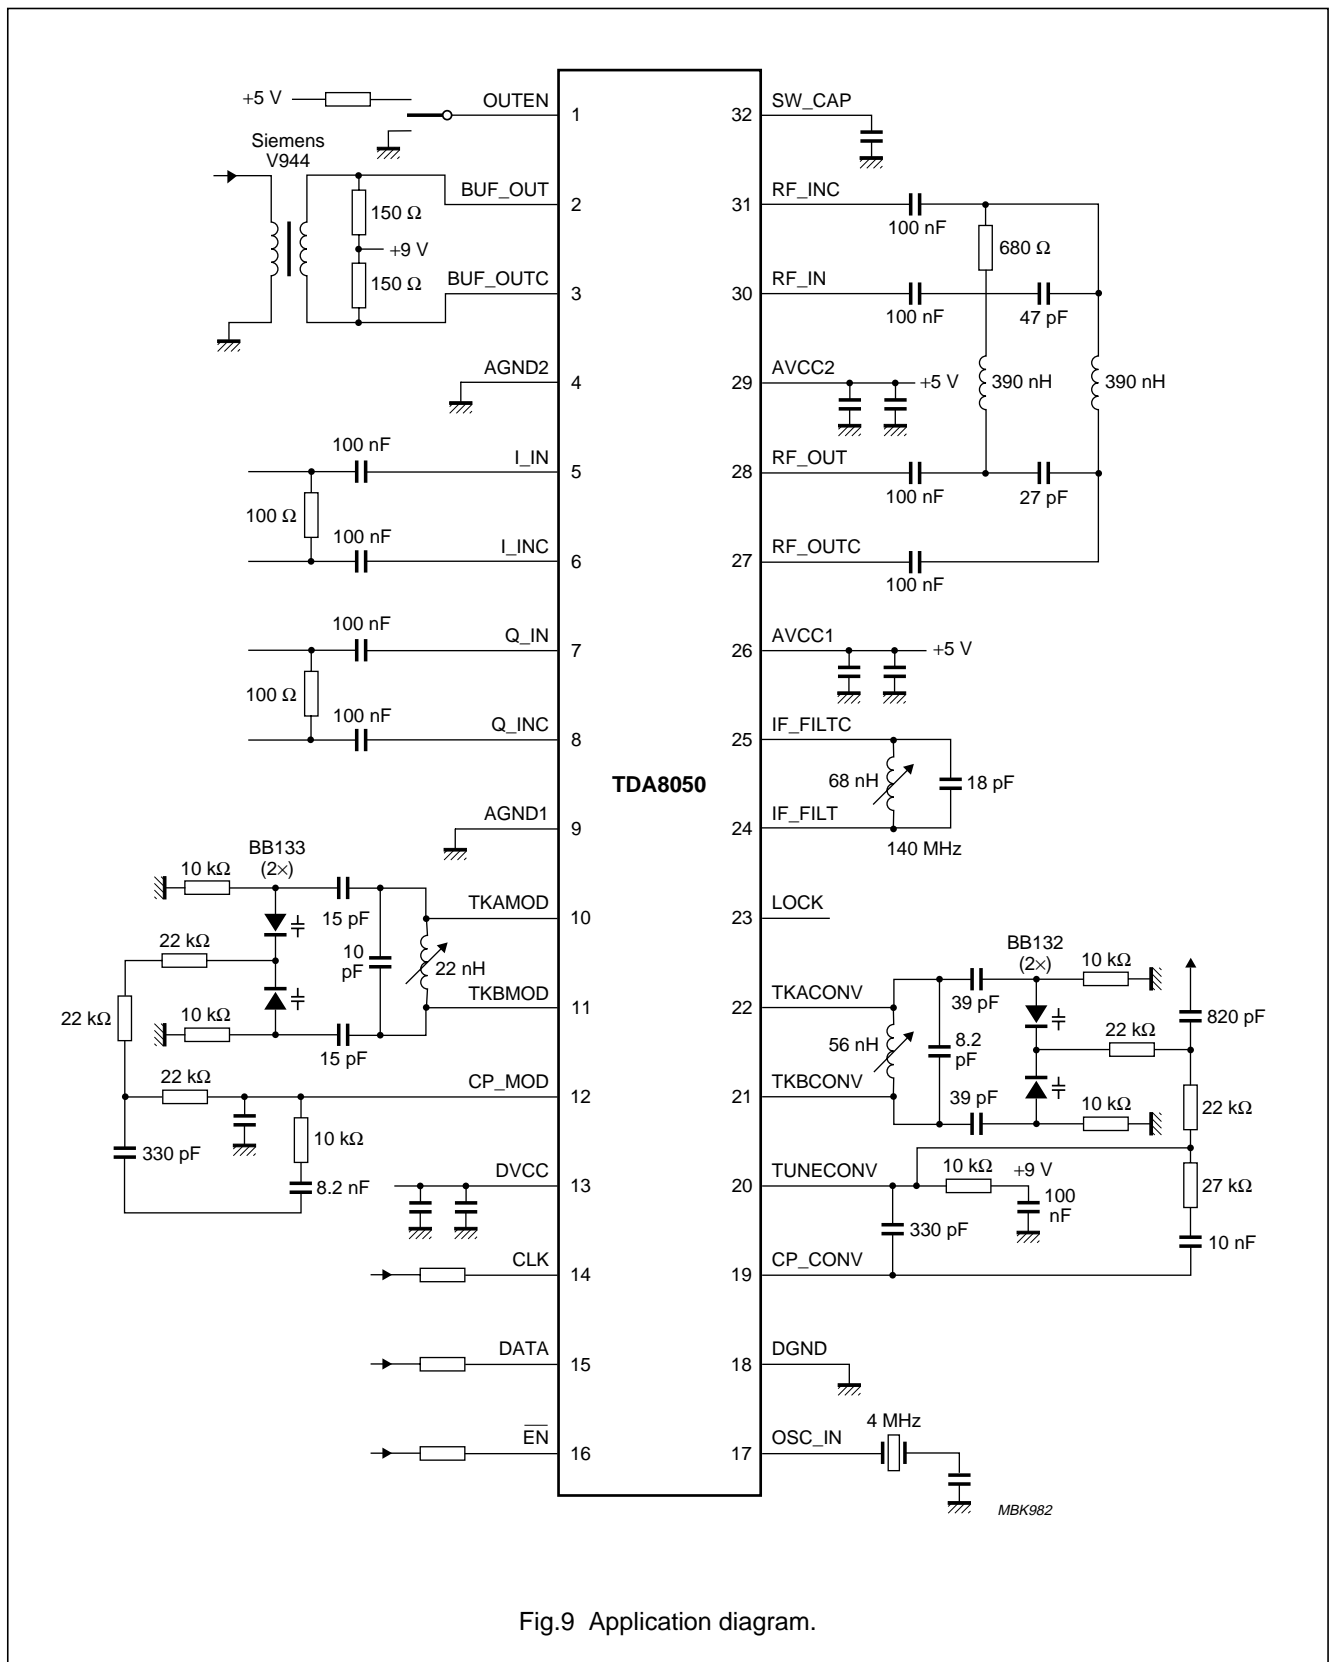 +5 V
OUTEN
1
32
SW_CAP
Siemens
V944
BUF_OUT
2
31
RF_INC
150 Ω
100 nF
+9 V
680 Ω
150 Ω
BUF_OUTC
3
30
RF_IN
100 nF
47 pF
AGND2
4
29
AVCC2
+5 V
390 nH
390 nH
100 nF
I_IN
5
28
RF_OUT
100 nF
27 pF
100 Ω
100 nF
I_INC
6
27
RF_OUTC
100 nF
100 nF
Q_IN
7
26
AVCC1
+5 V
100 Ω
100 nF
Q_INC
8
25
IF_FILTC
TDA8050
68 nH
18 pF
AGND1
9
24
IF_FILT
140 MHz
BB133
(2×)
10 kΩ
15 pF
TKAMOD
10
23
LOCK
22 kΩ
10
pF
22 nH
BB132
(2×)
10 kΩ
TKBMOD
11
22
TKACONV
39 pF
22 kΩ
10 kΩ
15 pF
820 pF
22 kΩ
56 nH
8.2
pF
22 kΩ
CP_MOD
12
21
TKBCONV
39 pF
10 kΩ
22 kΩ
330 pF
10 kΩ
8.2 nF
DVCC
13
20
TUNECONV
10 kΩ
+9 V
100
nF
27 kΩ
330 pF
10 nF
CLK
14
19
CP_CONV
DATA
15
18
DGND
4 MHz
EN
16
17
OSC_IN
MBK982
Fig.9 Application diagram.